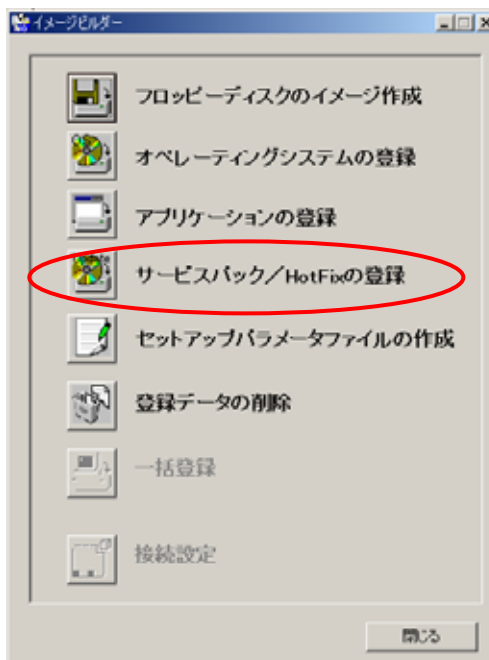 イメージビルダー
フロッピーディスクのイメージ作成
オペレーティングシステムの登録
アプリケーションの登録
サービスパック／HotFixの登録
セットアップパラメータファイルの作成
登録データの削除
一括登録
接続設定
閉じる